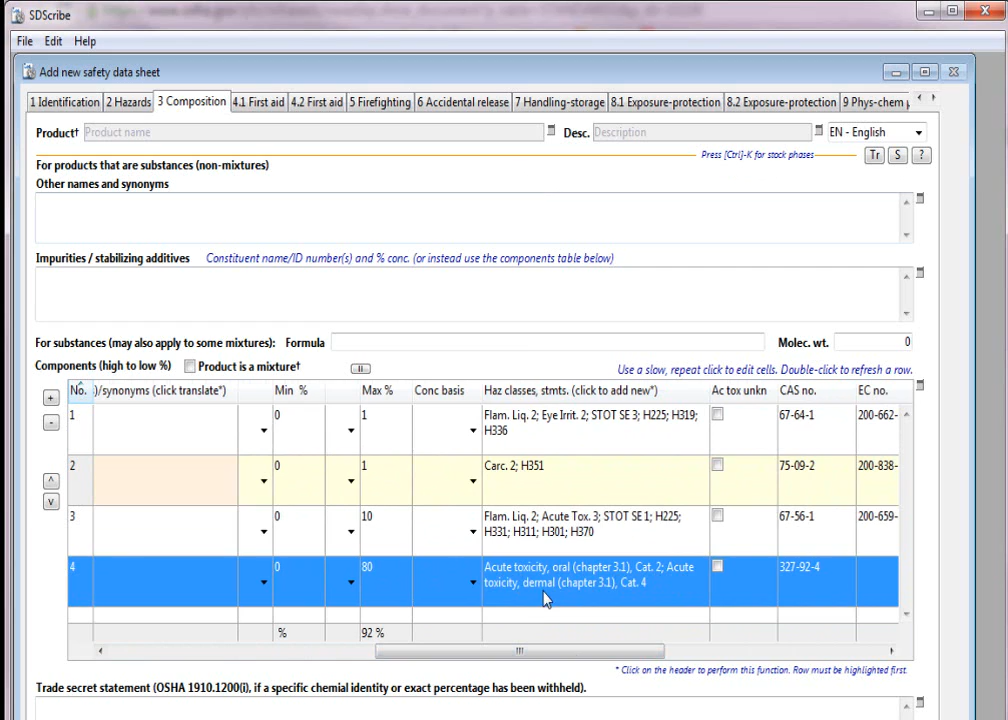 SDScribe
File Edit Help
Add new safety data sheet
1 Identification 2 Hazards 3 Composition 4.1 First aid 4.2 First aid 5 Firefighting 6 Accidental release 7 Handling-storage 8.1 Exposure-protection 8.2 Exposure-protection 9 Phys-chem
Product† Product name Desc. Description EN - English
Press [Ctrl]-K for stock phases Tr S ?
For products that are substances (non-mixtures)
Other names and synonyms
Impurities / stabilizing additives Constituent name/ID number(s) and % conc. (or instead use the components table below)
For substances (may also apply to some mixtures): Formula Molec. wt. 0
Components (high to low %) Product is a mixture†
Use a slow, repeat click to edit cells. Double-click to refresh a row.
No. )/synonyms (click translate*) Min % Max % Conc basis Haz classes, stmts. (click to add new*) Ac tox unkn CAS no. EC no.
1 0 1 Flam. Liq. 2; Eye Irrit. 2; STOT SE 3; H225; H319; 67-64-1 200-662-
H336
2 0 1 Carc. 2; H351 75-09-2 200-838-
3 0 10 Flam. Liq. 2; Acute Tox. 3; STOT SE 1; H225; 67-56-1 200-659-
H331; H311; H301; H370
4 0 80 Acute toxicity, oral (chapter 3.1), Cat. 2; Acute 327-92-4
toxicity, dermal (chapter 3.1), Cat. 4
+
-
^
v
% 92 %
* Click on the header to perform this function. Row must be highlighted first.
Trade secret statement (OSHA 1910.1200(i), if a specific chemial identity or exact percentage has been withheld).